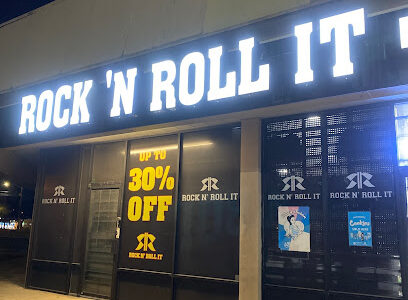 ROCK 'N ROLL IT
UP TO
30%
OFF
RR
ROCK N' ROLL IT
RR
ROCK N' ROLL IT
RR
ROCK N' ROLL IT
RR
ROCK N' ROLL IT
RR
ROCK N' ROLL IT
Cookies